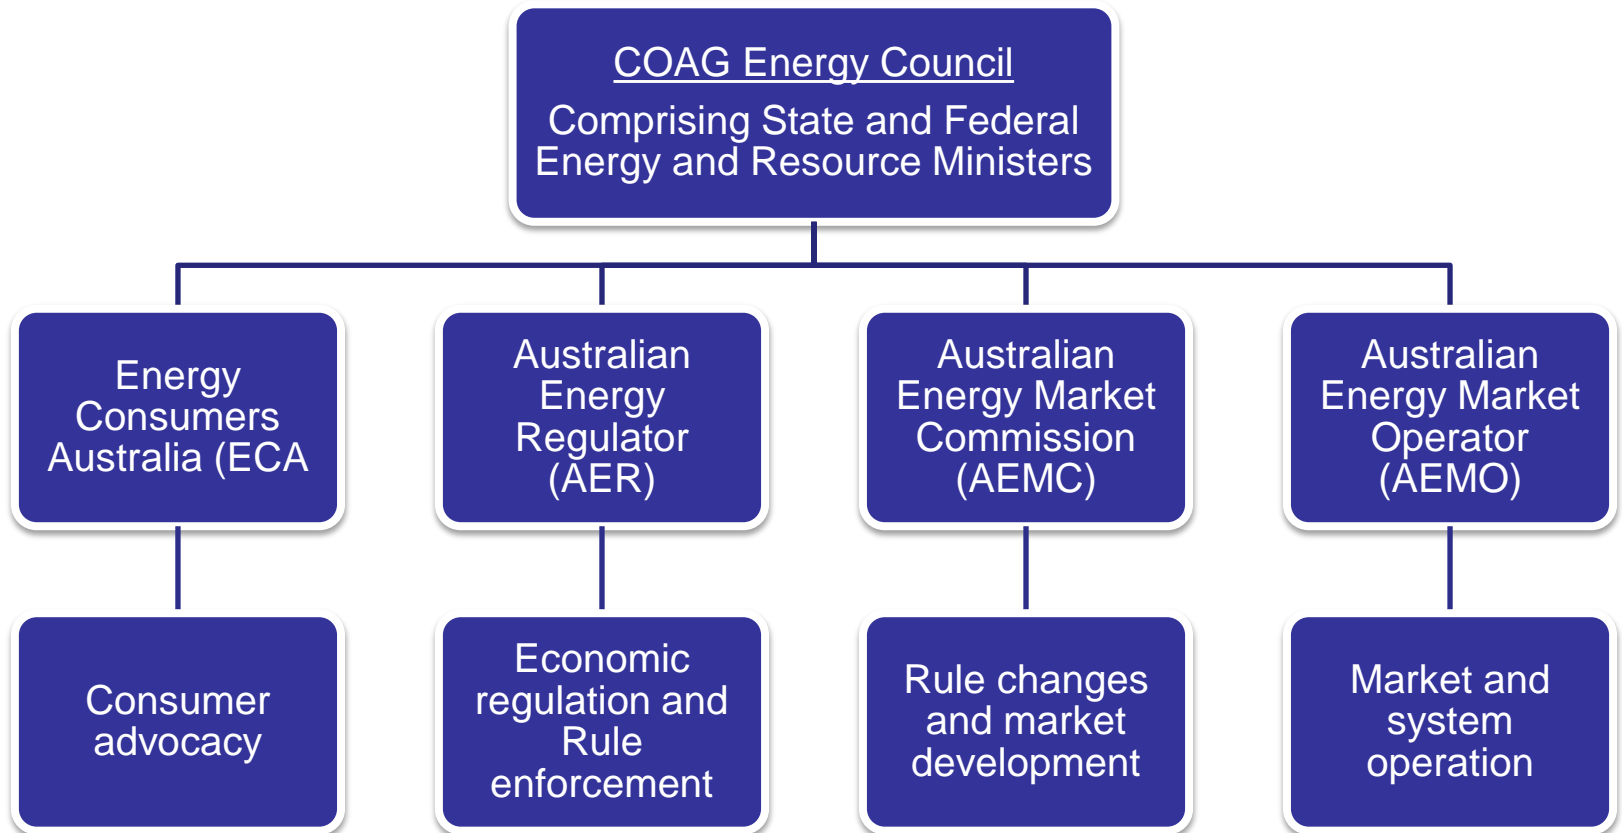 COAG Energy Council
Comprising State and Federal
Energy and Resource Ministers
Energy
Consumers
Australia (ECA
Australian
Energy
Regulator
(AER)
Australian
Energy Market
Commission
(AEMC)
Australian
Energy Market
Operator
(AEMO)
Consumer
advocacy
Economic
regulation and
Rule
enforcement
Rule changes
and market
development
Market and
system
operation